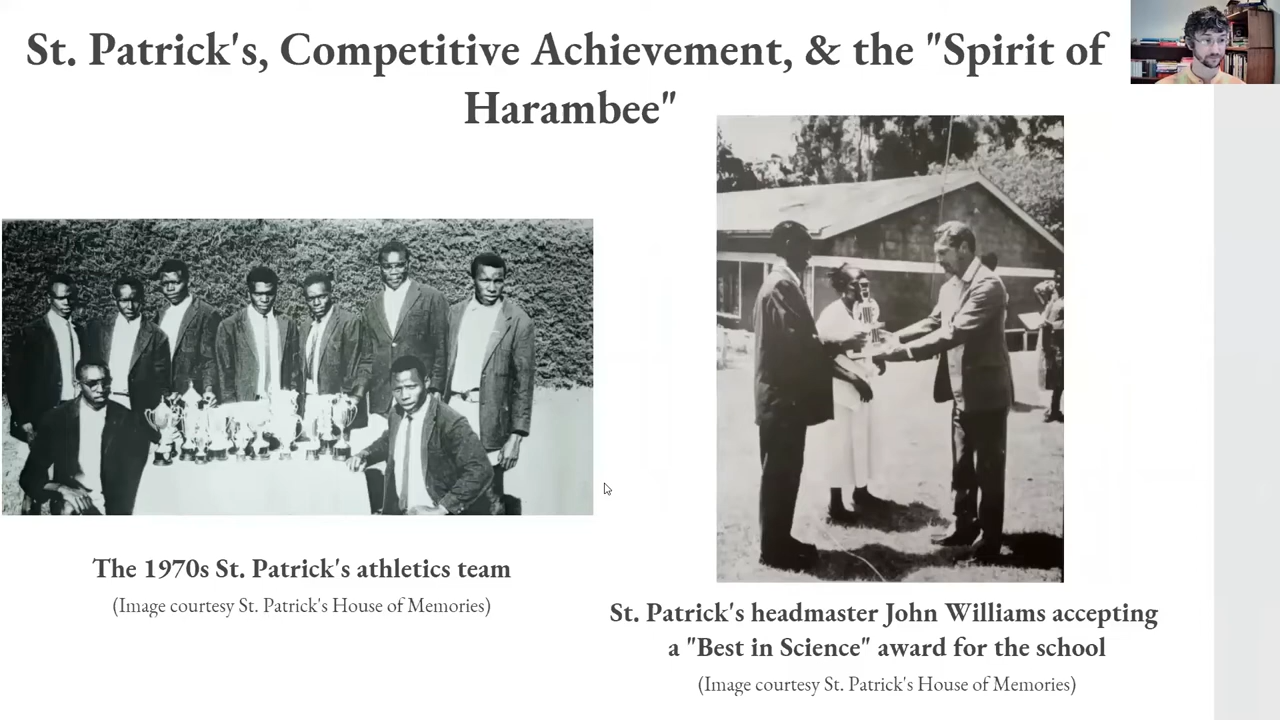 St. Patrick's, Competitive Achievement, & the "Spirit of
Harambee"
The 1970s St. Patrick's athletics team
(Image courtesy St. Patrick's House of Memories)
St. Patrick's headmaster John Williams accepting
a "Best in Science" award for the school
(Image courtesy St. Patrick's House of Memories)